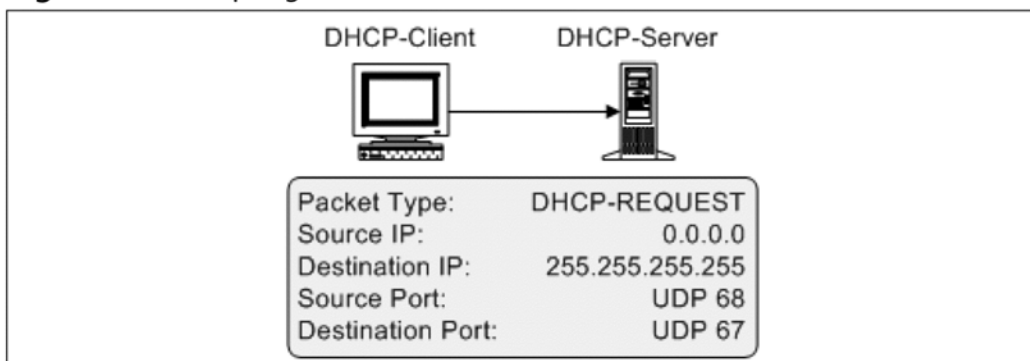 DHCP-Client DHCP-Server
Packet Type: DHCP-REQUEST
Source IP: 0.0.0.0
Destination IP: 255.255.255.255
Source Port: UDP 68
Destination Port: UDP 67